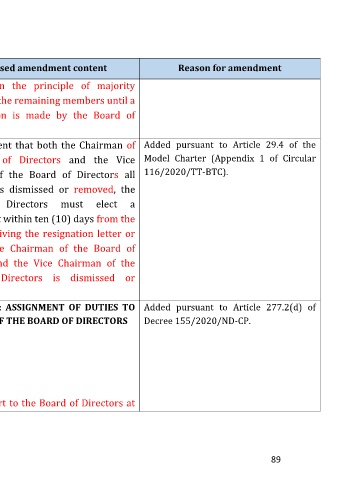 sed amendment content
Reason for amendment
n the principle of majority
the remaining members until a
n is made by the Board of
ent that both the Chairman of
of Directors and the Vice
f the Board of Directors all
s dismissed or removed, the
Directors must elect a
t within ten (10) days from the
iving the resignation letter or
e Chairman of the Board of
nd the Vice Chairman of the
Directors is dismissed or
Added pursuant to Article 29.4 of the
Model Charter (Appendix 1 of Circular
116/2020/TT-BTC).
: ASSIGNMENT OF DUTIES TO
F THE BOARD OF DIRECTORS
rt to the Board of Directors at
Added pursuant to Article 277.2(d) of
Decree 155/2020/ND-CP.
89